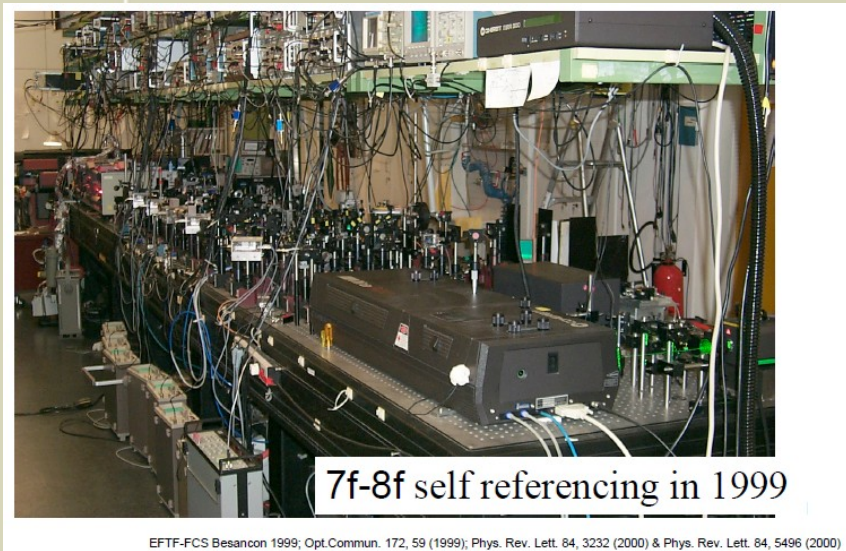 7f-8f self referencing in 1999
EFTF-FCS Besancon 1999; Opt.Commun. 172, 59 (1999); Phys. Rev. Lett. 84, 3232 (2000) & Phys. Rev. Lett. 84, 5496 (2000)